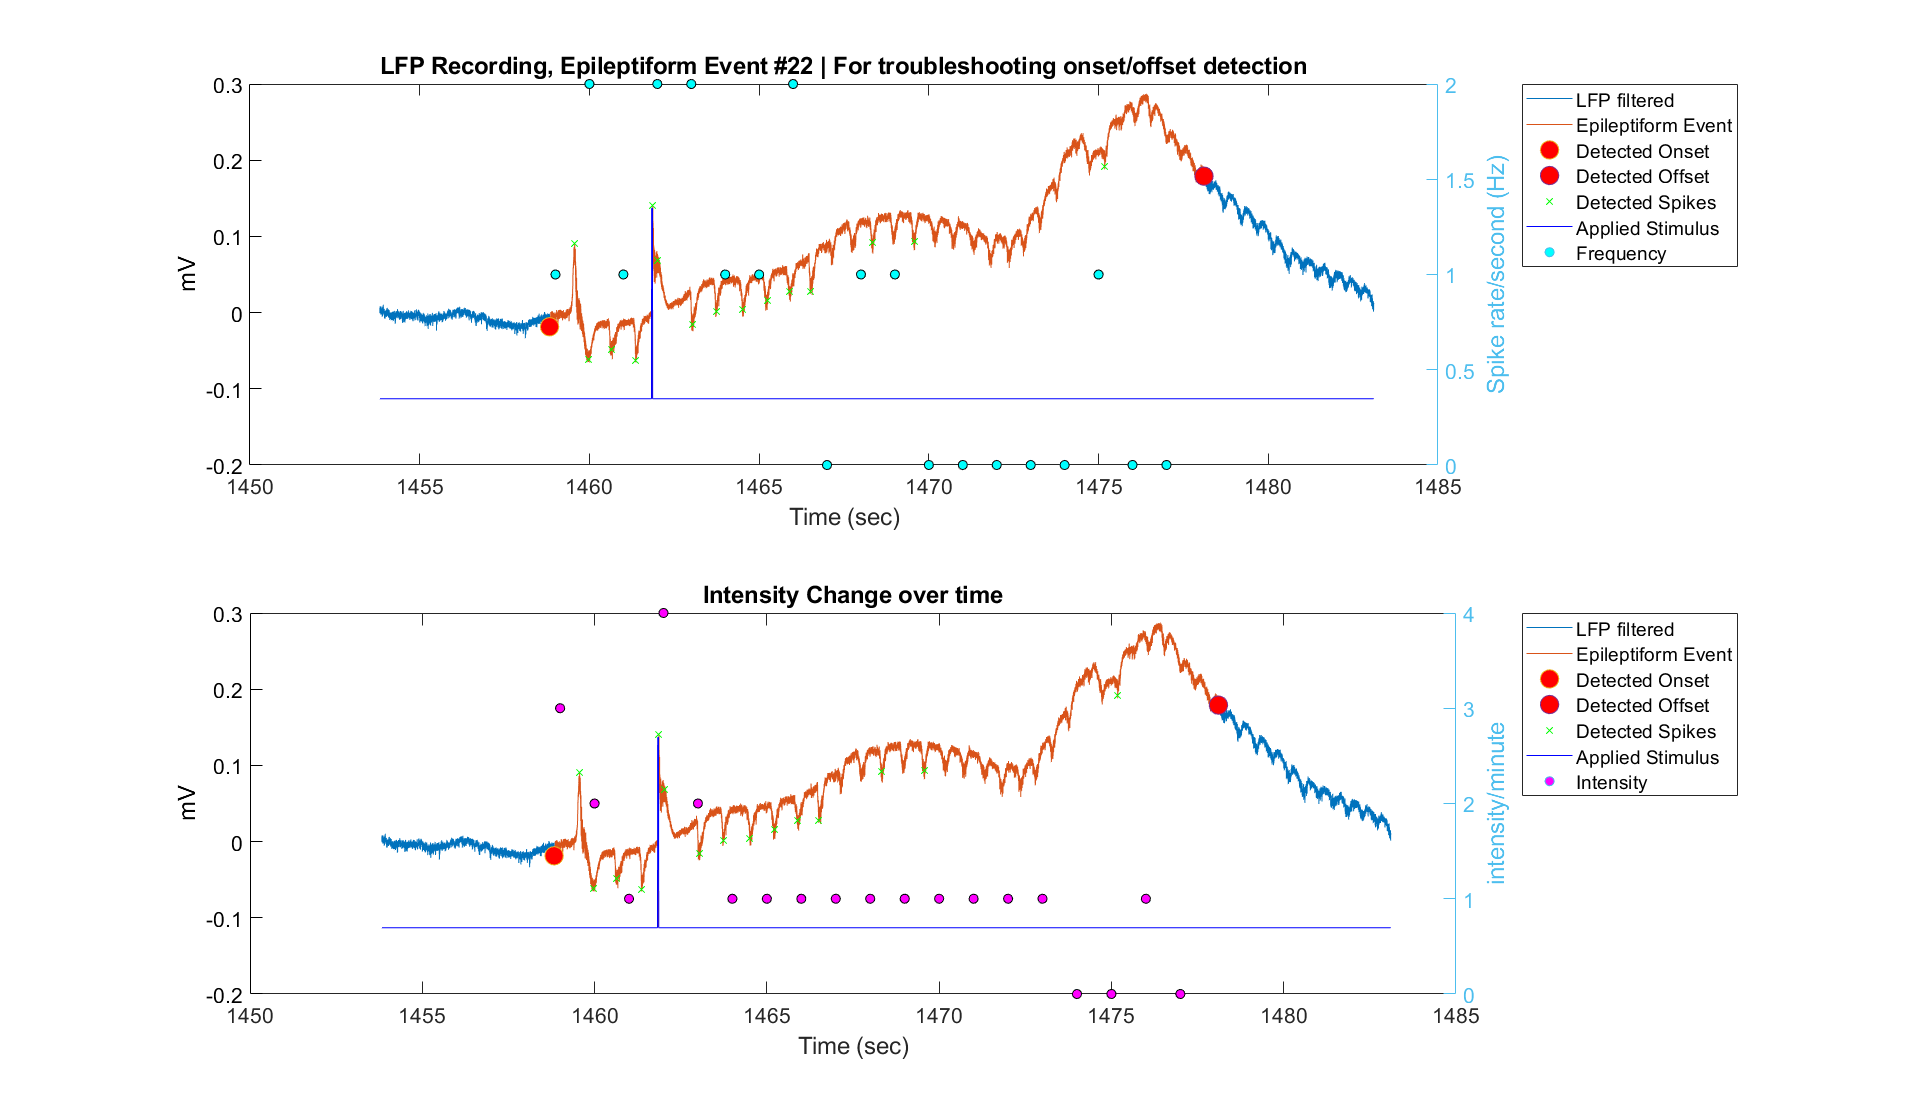 LFP Recording, Epileptiform Event #22 | For troubleshooting onset/offset detection
0.3
0.2
0.1
0
-0.1
-0.2
mV
1450 1455 1460 1465 1470 1475 1480 1485
Time (sec)
2
1.5
1
0.5
0
Spike rate/second (Hz)
LFP filtered
Epileptiform Event
Detected Onset
Detected Offset
Detected Spikes
Applied Stimulus
Frequency
Intensity Change over time
0.3
0.2
0.1
0
-0.1
-0.2
mV
1450 1455 1460 1465 1470 1475 1480 1485
Time (sec)
4
3
2
1
0
intensity/minute
LFP filtered
Epileptiform Event
Detected Onset
Detected Offset
Detected Spikes
Applied Stimulus
Intensity